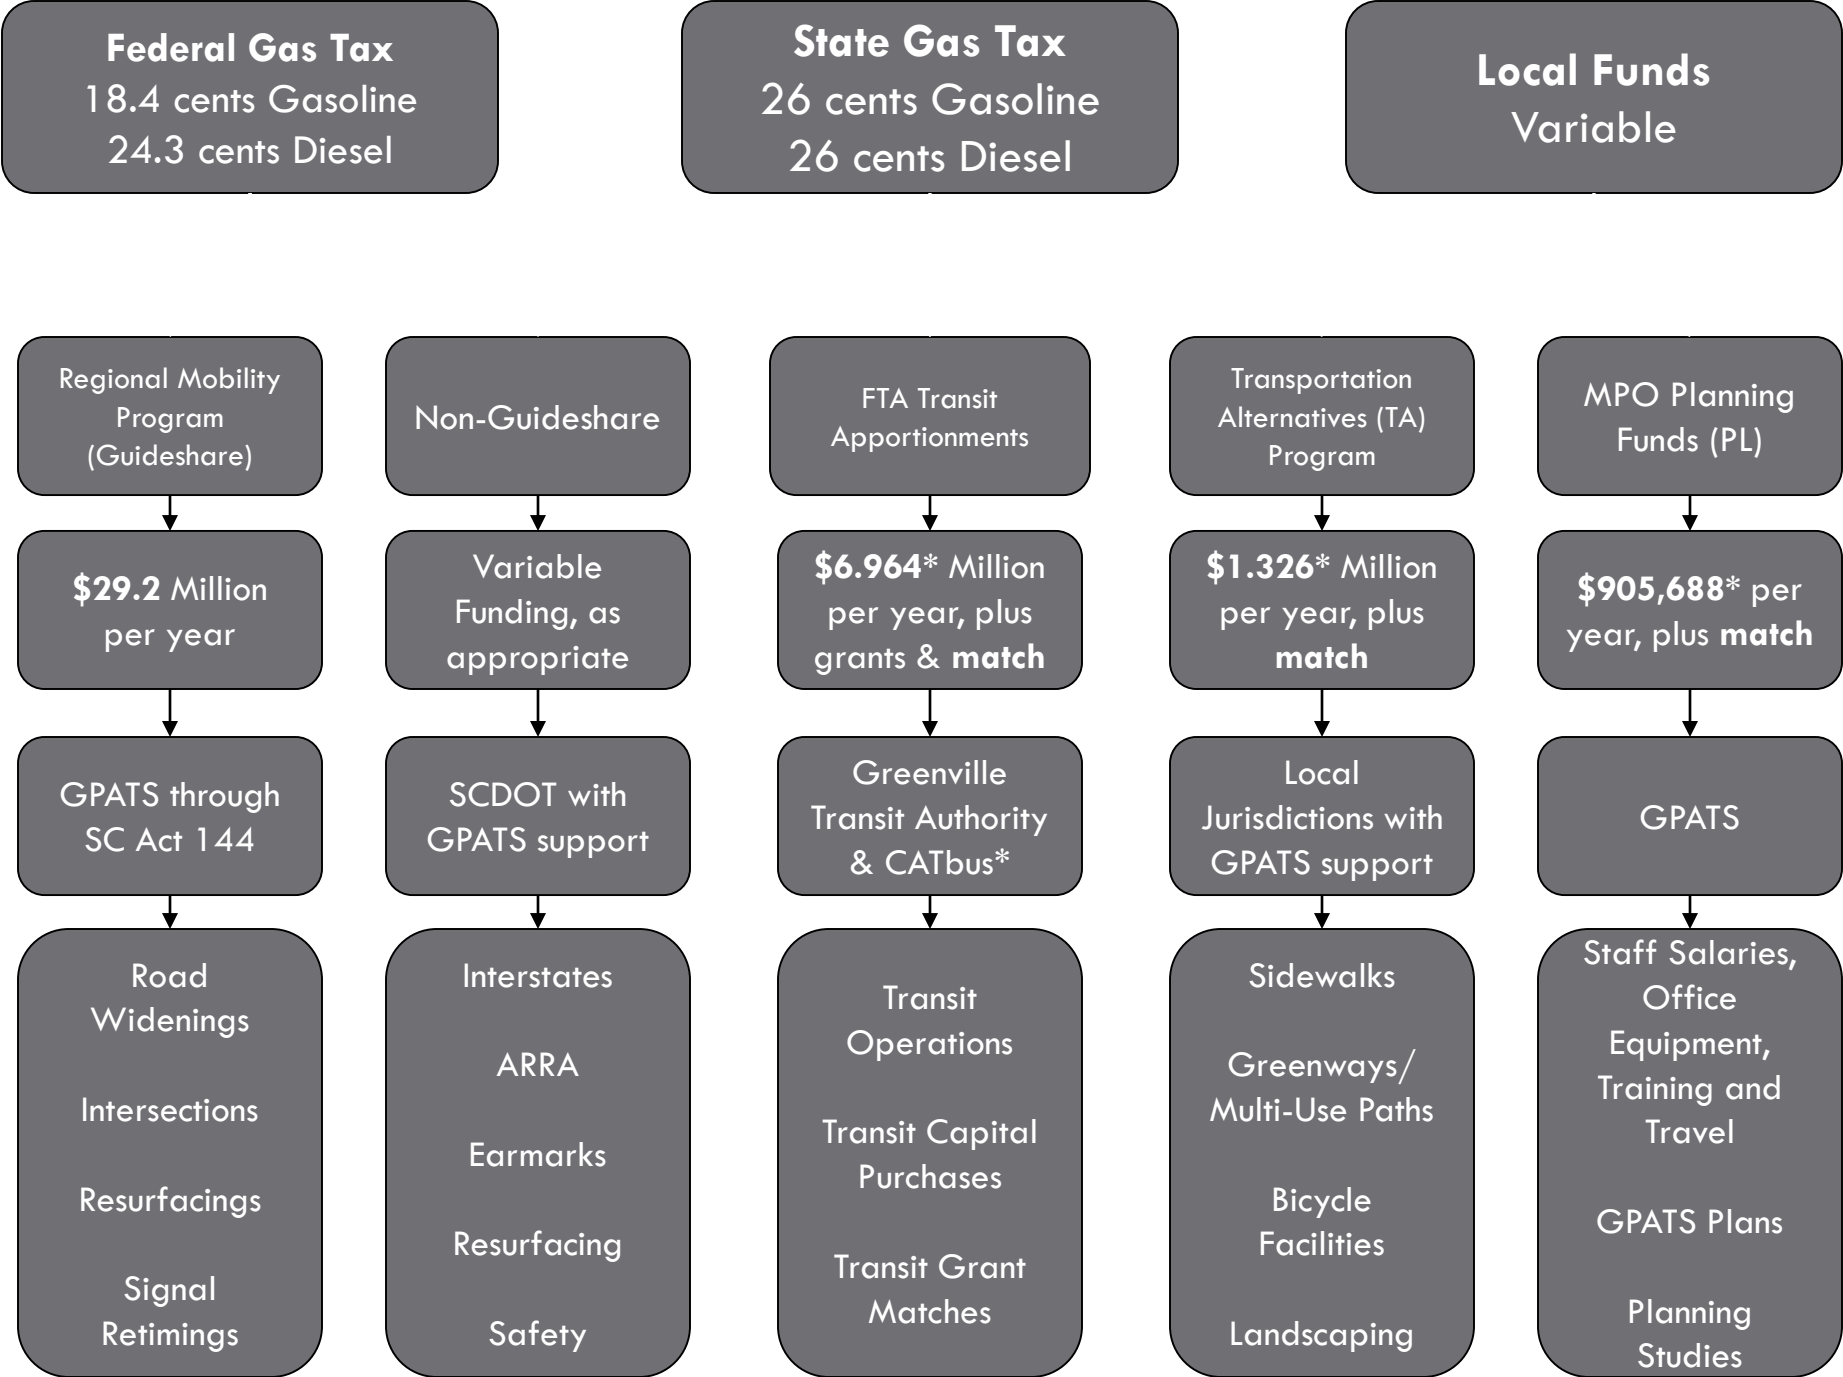 Federal Gas Tax
18.4 cents Gasoline
24.3 cents Diesel
State Gas Tax
26 cents Gasoline
26 cents Diesel
Local Funds
Variable
Regional Mobility
Program
(Guideshare)
Non-Guideshare
FTA Transit
Apportionments
Transportation
Alternatives (TA)
Program
MPO Planning
Funds (PL)
$29.2 Million
per year
Variable
Funding, as
appropriate
$6.964* Million
per year, plus
grants & match
$1.326* Million
per year, plus
match
$905,688* per
year, plus match
GPATS through
SC Act 144
SCDOT with
GPATS support
Greenville
Transit Authority
& CATbus*
Local
Jurisdictions with
GPATS support
GPATS
Road
Widenings
Intersections
Resurfacings
Signal
Retimings
Interstates
ARRA
Earmarks
Resurfacing
Safety
Transit
Operations
Transit Capital
Purchases
Transit Grant
Matches
Sidewalks
Greenways/
Multi-Use Paths
Bicycle
Facilities
Landscaping
Staff Salaries,
Office
Equipment,
Training and
Travel
GPATS Plans
Planning
Studies